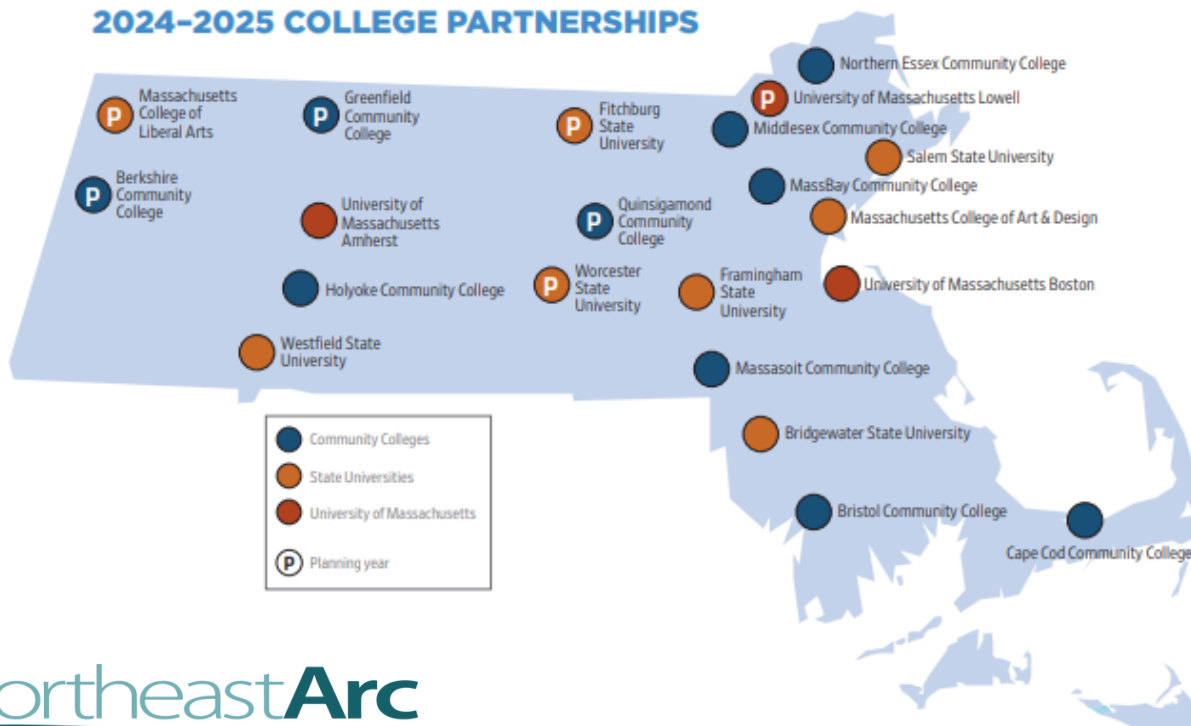 2024–2025 COLLEGE PARTNERSHIPS
Northern Essex Community College
P
University of Massachusetts Lowell
P
Massachusetts
College of
Liberal Arts
P
Greenfield
Community
College
P
Fitchburg
State
University
Middlesex Community College
Salem State University
P
Berkshire
Community
College
MassBay Community College
University of
Massachusetts
Amherst
P
Quinsigamond
Community
College
Massachusetts College of Art & Design
Holyoke Community College
P
Worcester
State
University
Framingham
State
University
University of Massachusetts Boston
Westfield State
University
Massasoit Community College
Community Colleges
State Universities
University of Massachusetts
P Planning year
Bridgewater State University
Bristol Community College
Cape Cod Community College
ortheastArc